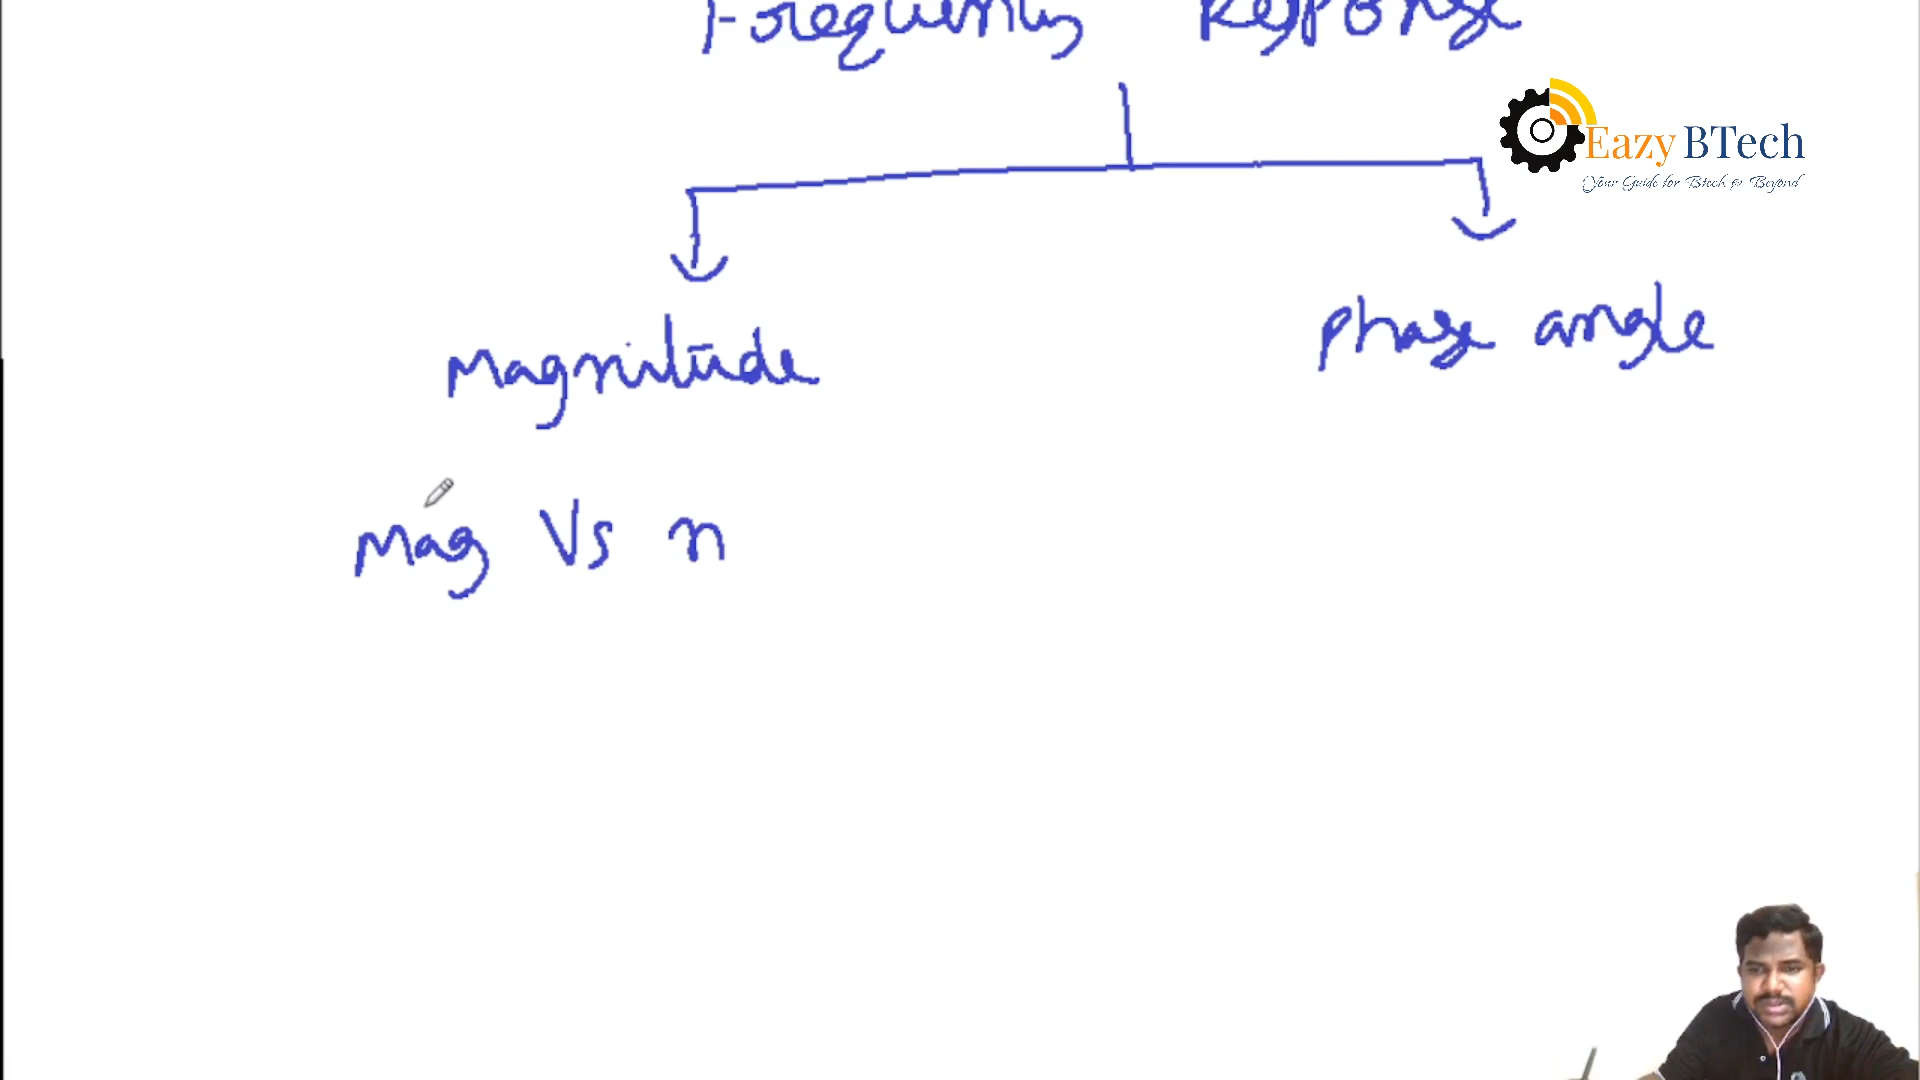 Frequency Response
Eazy BTech
Your Guide for Btech & Beyond
Magnitude
Phase angle
Mag Vs n